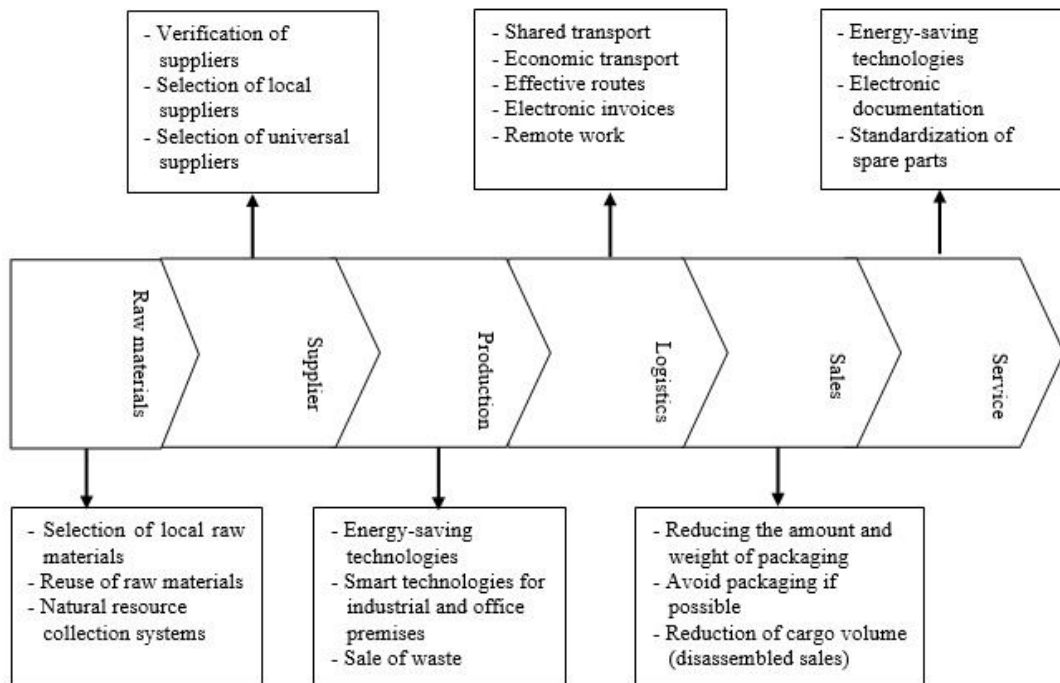 - Verification of
suppliers
- Selection of local
suppliers
- Selection of universal
suppliers
- Shared transport
- Economic transport
- Effective routes
- Electronic invoices
- Remote work
- Energy-saving
technologies
- Electronic
documentation
- Standardization of
spare parts
Raw materials
Supplier
Production
Logistics
Sales
Service
- Selection of local raw
materials
- Reuse of raw materials
- Natural resource
collection systems
- Energy-saving
technologies
- Smart technologies for
industrial and office
premises
- Sale of waste
- Reducing the amount and
weight of packaging
- Avoid packaging if
possible
- Reduction of cargo volume
(disassembled sales)